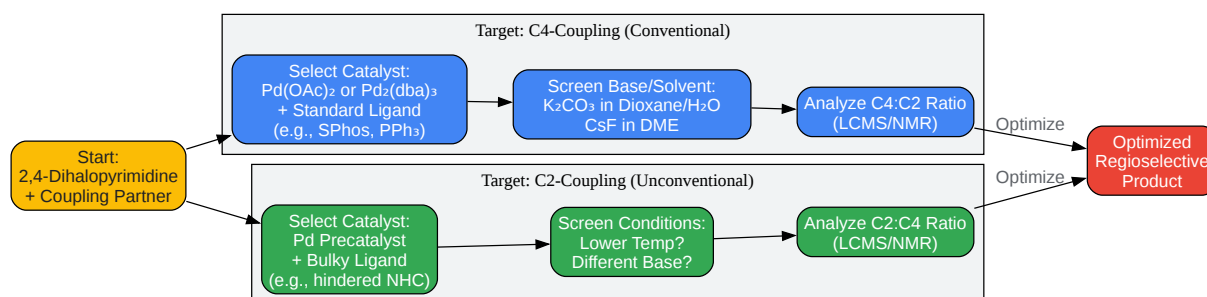 Target: C4-Coupling (Conventional)
Select Catalyst:
Pd(OAc)₂ or Pd₂(dba)₃
+ Standard Ligand
(e.g., SPhos, PPh₃)
Screen Base/Solvent:
K₂CO₃ in Dioxane/H₂O
CsF in DME
Analyze C4:C2 Ratio
(LCMS/NMR)
Optimize
Start:
2,4-Dihalopyrimidine
+ Coupling Partner
Optimized
Regioselective
Product
Target: C2-Coupling (Unconventional)
Select Catalyst:
Pd Precatalyst
+ Bulky Ligand
(e.g., hindered NHC)
Screen Conditions:
Lower Temp?
Different Base?
Analyze C2:C4 Ratio
(LCMS/NMR)
Optimize